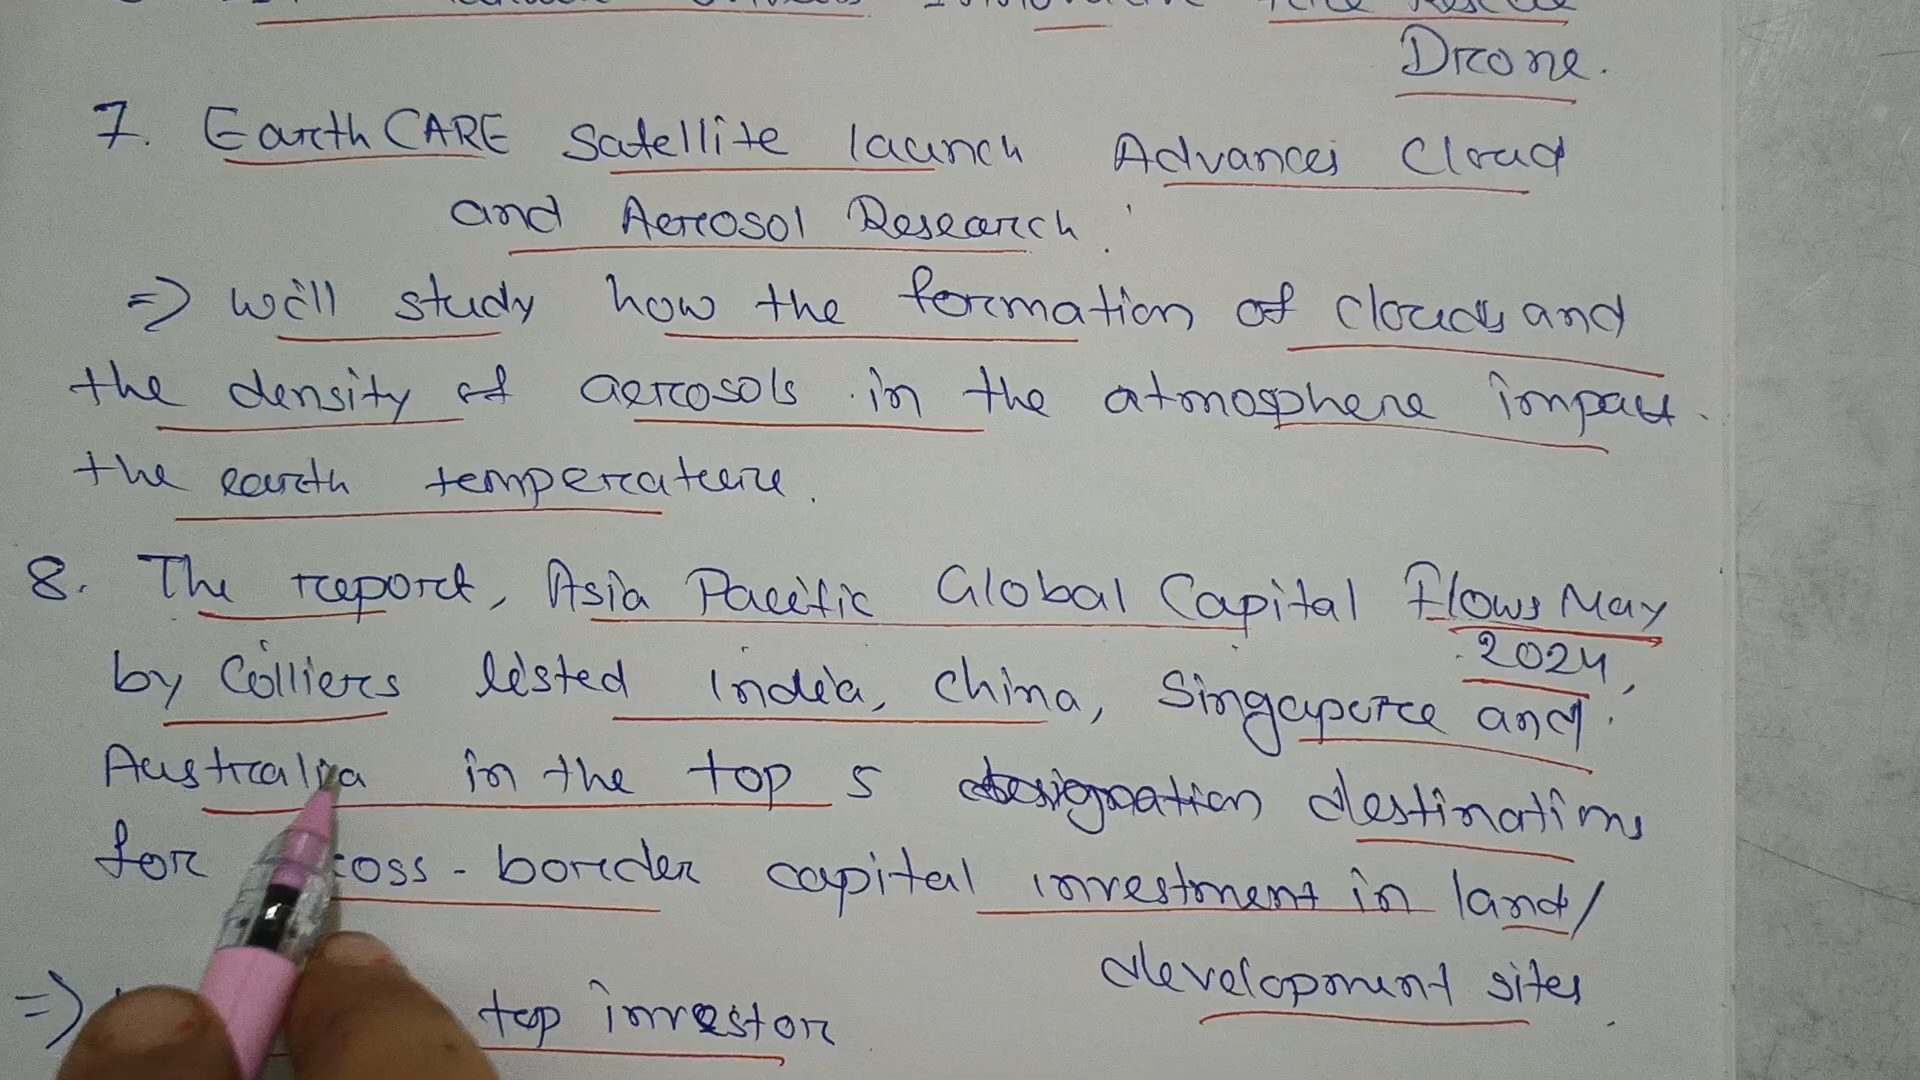 Drone.
7. EarthCARE Satellite launch Advances Cloud
and Aerosol Research:
=> will study how the formation of clouds and
the density of aerosols in the atmosphere impact
the earth temperature.
8. The report, Asia Pacific Global Capital Flows May
2024,
by Colliers listed india, china, Singapore and
Australia in the top 5 destinations
for cross-border capital investment in land/
development sites.
=> top investor